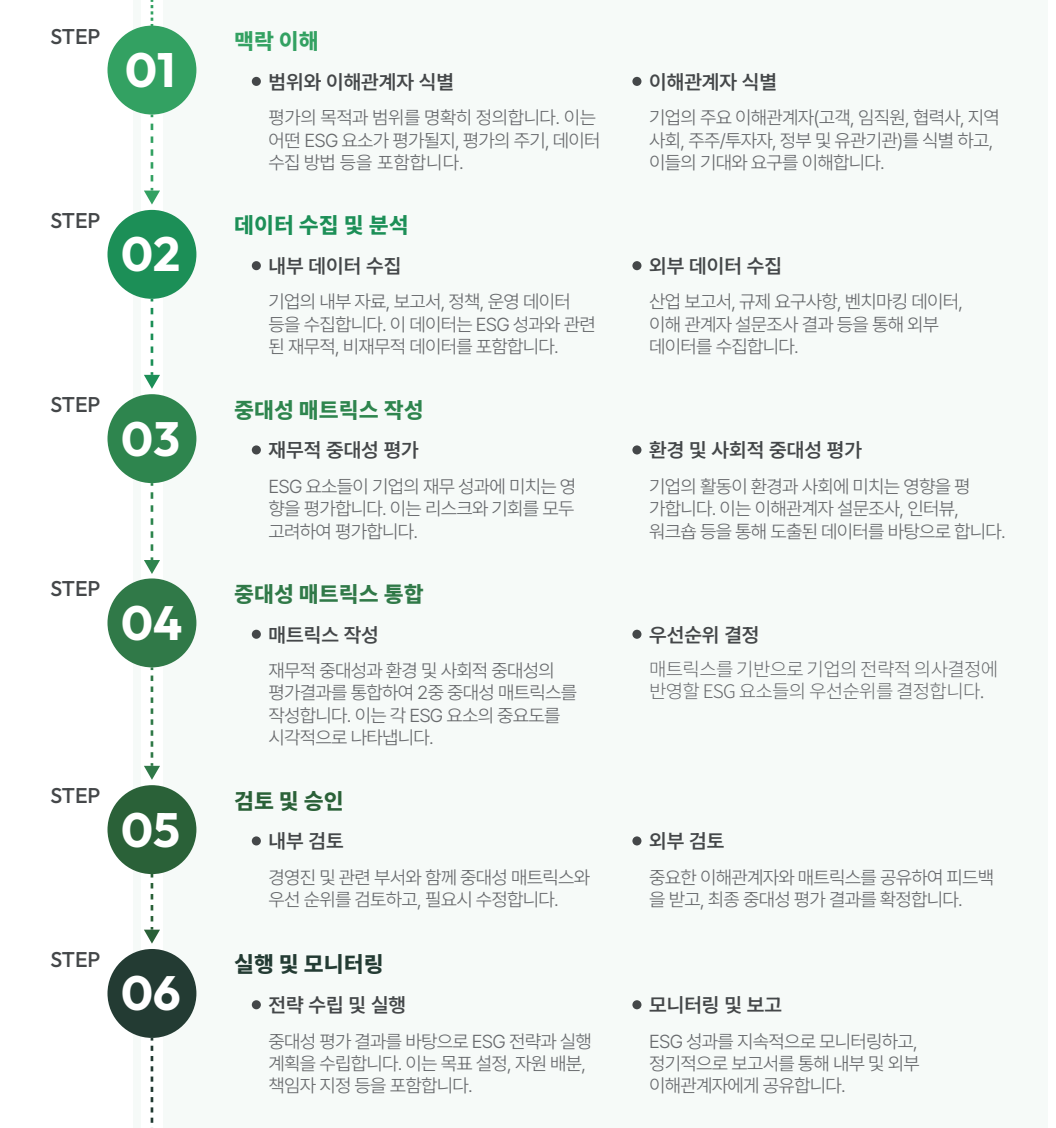 STEP
01
맥락 이해
● 범위와 이해관계자 식별
평가의 목적과 범위를 명확히 정의합니다. 이는
어떤 ESG 요소가 평가될지, 평가의 주기, 데이터
수집 방법 등을 포함합니다.
● 이해관계자 식별
기업의 주요 이해관계자(고객, 임직원, 협력사, 지역
사회, 주주/투자자, 정부 및 유관기관)를 식별 하고,
이들의 기대와 요구를 이해합니다.
STEP
02
데이터 수집 및 분석
● 내부 데이터 수집
기업의 내부 자료, 보고서, 정책, 운영 데이터
등을 수집합니다. 이 데이터는 ESG 성과와 관련
된 재무적, 비재무적 데이터를 포함합니다.
● 외부 데이터 수집
산업 보고서, 규제 요구사항, 벤치마킹 데이터,
이해 관계자 설문조사 결과 등을 통해 외부
데이터를 수집합니다.
STEP
03
중대성 매트릭스 작성
● 재무적 중대성 평가
ESG 요소들이 기업의 재무 성과에 미치는 영
향을 평가합니다. 이는 리스크와 기회를 모두
고려하여 평가합니다.
● 환경 및 사회적 중대성 평가
기업의 활동이 환경과 사회에 미치는 영향을 평
가합니다. 이는 이해관계자 설문조사, 인터뷰,
워크숍 등을 통해 도출된 데이터를 바탕으로 합니다.
STEP
04
중대성 매트릭스 통합
● 매트릭스 작성
재무적 중대성과 환경 및 사회적 중대성의
평가결과를 통합하여 2중 중대성 매트릭스를
작성합니다. 이는 각 ESG 요소의 중요도를
시각적으로 나타냅니다.
● 우선순위 결정
매트릭스를 기반으로 기업의 전략적 의사결정에
반영할 ESG 요소들의 우선순위를 결정합니다.
STEP
05
검토 및 승인
● 내부 검토
경영진 및 관련 부서와 함께 중대성 매트릭스와
우선 순위를 검토하고, 필요시 수정합니다.
● 외부 검토
중요한 이해관계자와 매트릭스를 공유하여 피드백
을 받고, 최종 중대성 평가 결과를 확정합니다.
STEP
06
실행 및 모니터링
● 전략 수립 및 실행
중대성 평가 결과를 바탕으로 ESG 전략과 실행
계획을 수립합니다. 이는 목표 설정, 자원 배분,
책임자 지정 등을 포함합니다.
● 모니터링 및 보고
ESG 성과를 지속적으로 모니터링하고,
정기적으로 보고서를 통해 내부 및 외부
이해관계자에게 공유합니다.